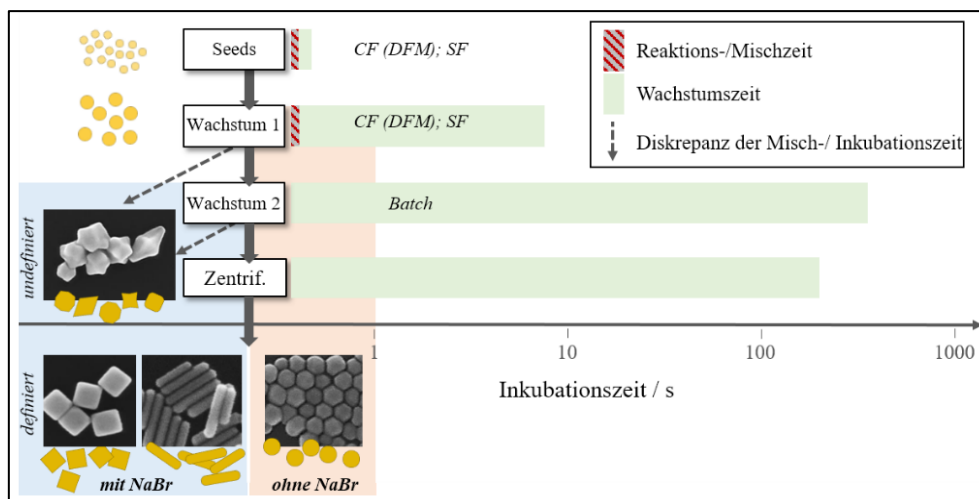 Seeds
CF (DFM); SF
Reaktions-/Mischzeit
Wachstumszeit
Diskrepanz der Misch-/ Inkubationszeit
Wachstum 1
CF (DFM); SF
Wachstum 2
Batch
undefiniert
Zentrif.
1
10
100
1000
Inkubationszeit / s
definiert
mit NaBr
ohne NaBr